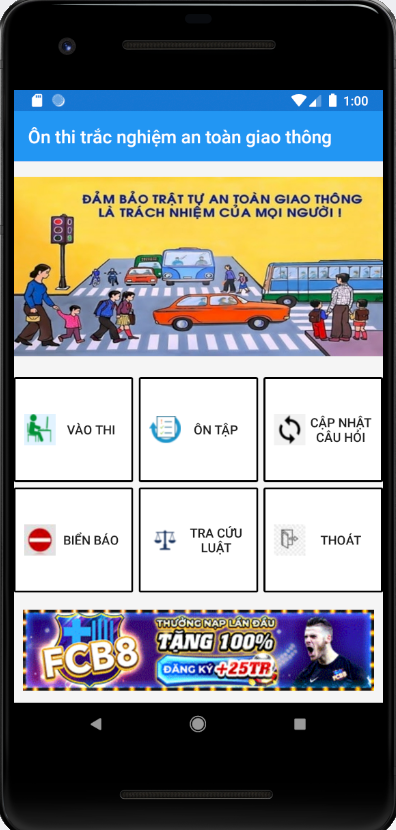 1:00
Ôn thi trắc nghiệm an toàn giao thông
ĐẢM BẢO TRẬT TỰ AN TOÀN GIAO THÔNG
LÀ TRÁCH NHIỆM CỦA MỌI NGƯỜI !
VÀO THI
ÔN TẬP
CẬP NHẬT
CÂU HỎI
BIỂN BÁO
TRA CỨU
LUẬT
THOÁT
THƯỞNG NẠP LẦN ĐẦU
TẶNG 100%
FCB8
ĐĂNG KÝ +25TR